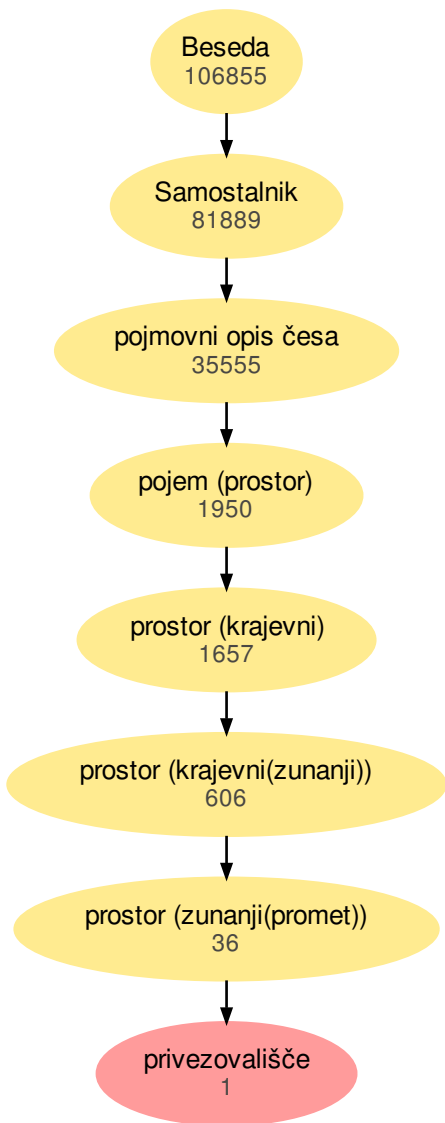 Beseda
106855
Samostalnik
81889
pojmovni opis česa
35555
pojem (prostor)
1950
prostor (krajevni)
1657
prostor (krajevni(zunanji))
606
prostor (zunanji(promet))
36
privezovališče
1